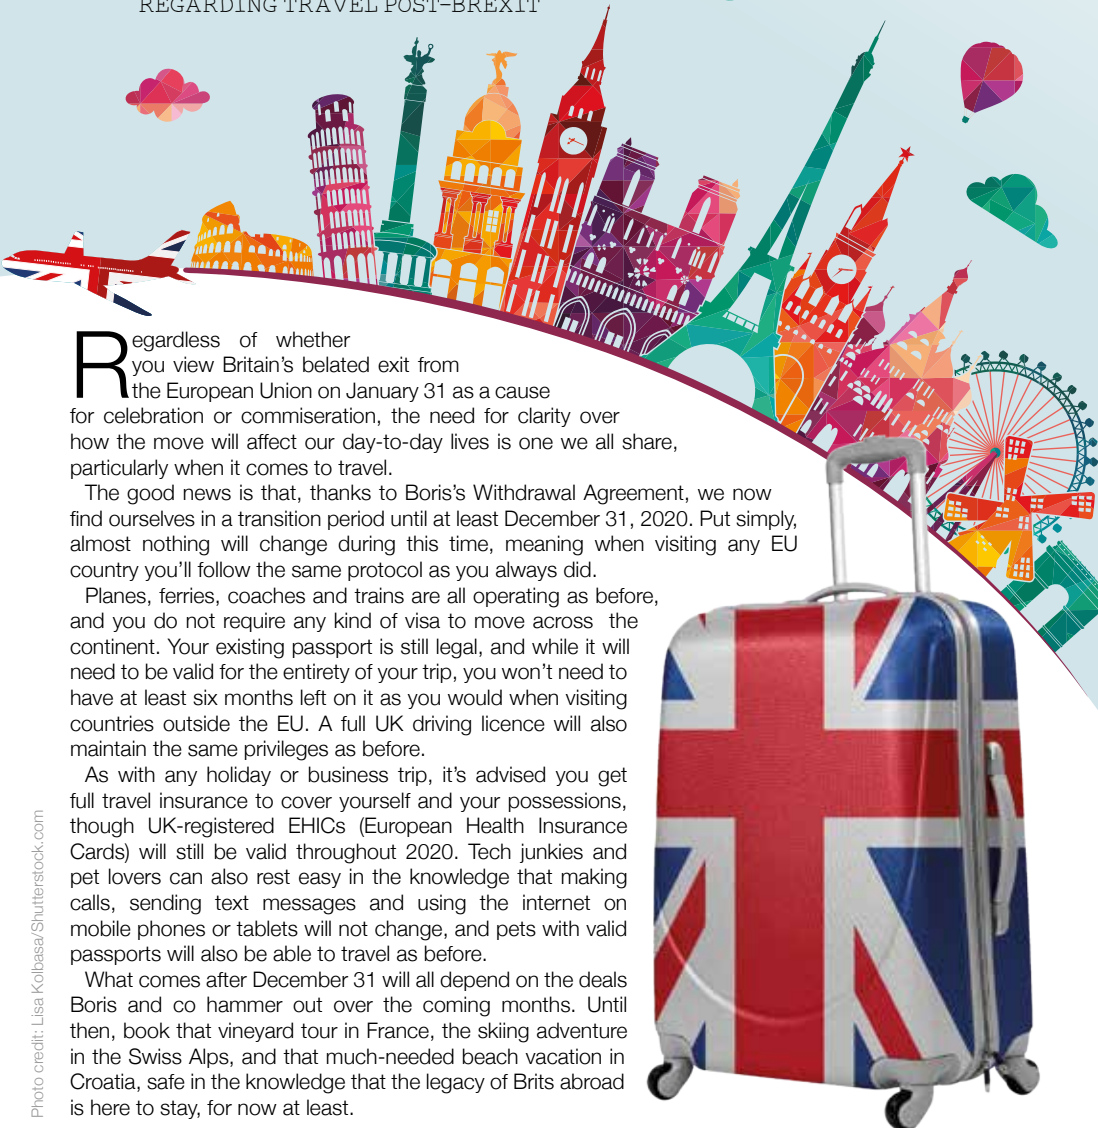 REGARDING TRAVEL POST-BREXIT
Regardless of whether
you view Britain's belated exit from
the European Union on January 31 as a cause
for celebration or commiseration, the need for clarity over
how the move will affect our day-to-day lives is one we all share,
particularly when it comes to travel.
The good news is that, thanks to Boris's Withdrawal Agreement, we now
find ourselves in a transition period until at least December 31, 2020. Put simply,
almost nothing will change during this time, meaning when visiting any EU
country you'll follow the same protocol as you always did.
Planes, ferries, coaches and trains are all operating as before,
and you do not require any kind of visa to move across the
continent. Your existing passport is still legal, and while it will
need to be valid for the entirety of your trip, you won't need to
have at least six months left on it as you would when visiting
countries outside the EU. A full UK driving licence will also
maintain the same privileges as before.
As with any holiday or business trip, it's advised you get
full travel insurance to cover yourself and your possessions,
though UK-registered EHICs (European Health Insurance
Cards) will still be valid throughout 2020. Tech junkies and
pet lovers can also rest easy in the knowledge that making
calls, sending text messages and using the internet on
mobile phones or tablets will not change, and pets with valid
passports will also be able to travel as before.
What comes after December 31 will all depend on the deals
Boris and co hammer out over the coming months. Until
then, book that vineyard tour in France, the skiing adventure
in the Swiss Alps, and that much-needed beach vacation in
Croatia, safe in the knowledge that the legacy of Brits abroad
is here to stay, for now at least.
Photo credit: Lisa Kolbasa/Shutterstock.com